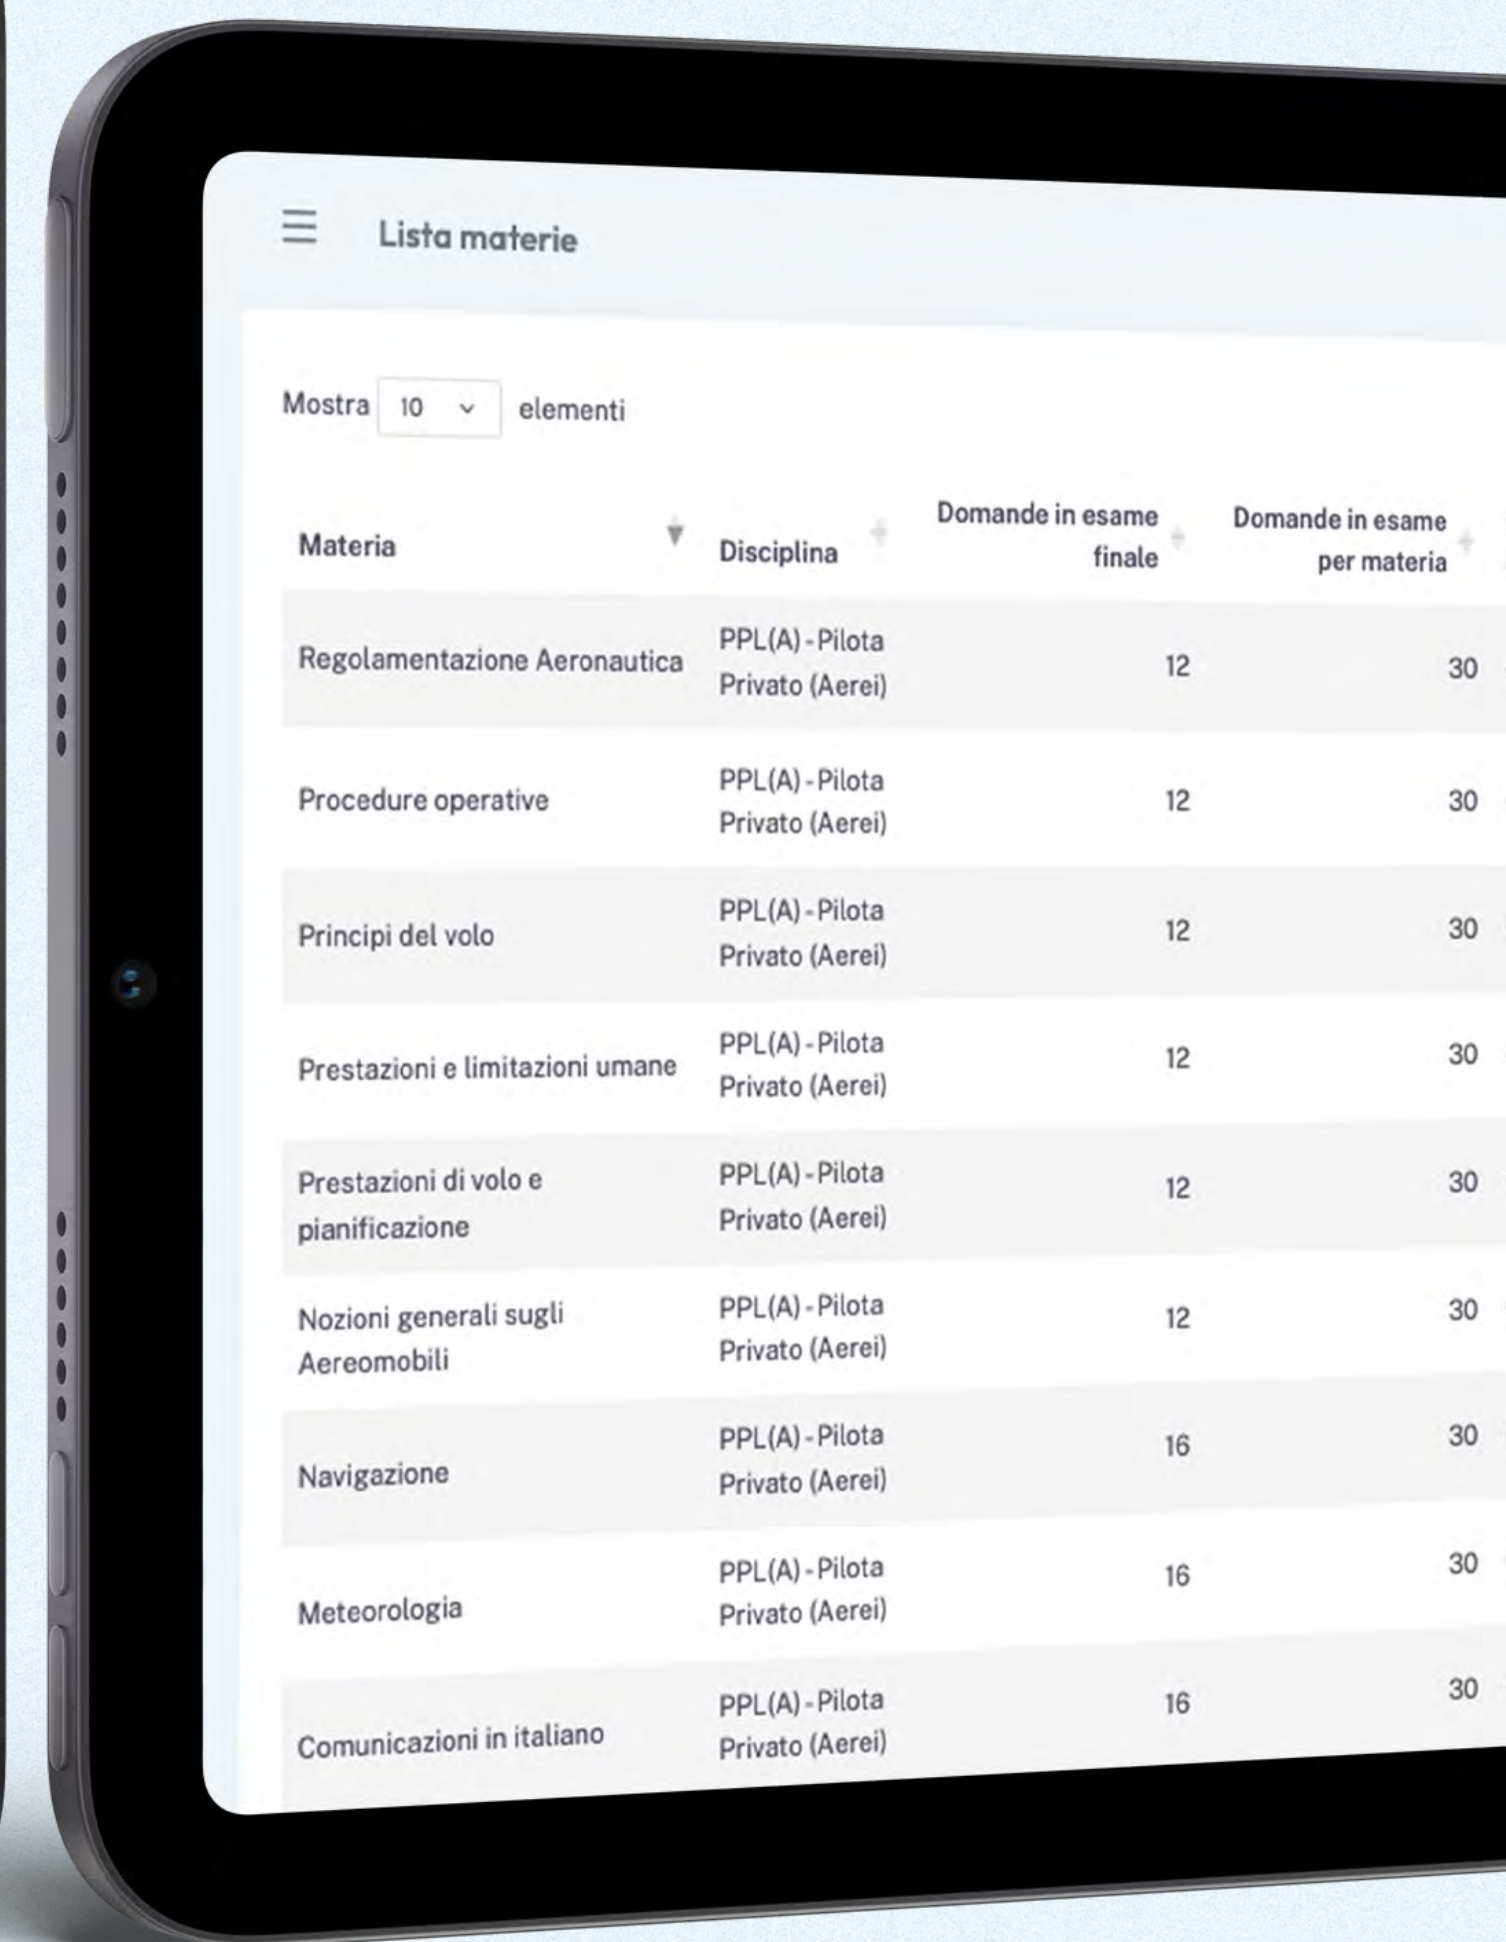 Lista materie
Mostra 10 elementi
Materia Disciplina Domande in esame finale Domande in esame per materia
Regolamentazione Aeronautica PPL(A) - Pilota Privato (Aerei) 12 30
Procedure operative PPL(A) - Pilota Privato (Aerei) 12 30
Principi del volo PPL(A) - Pilota Privato (Aerei) 12 30
Prestazioni e limitazioni umane PPL(A) - Pilota Privato (Aerei) 12 30
Prestazioni di volo e pianificazione PPL(A) - Pilota Privato (Aerei) 12 30
Nozioni generali sugli Aereomobili PPL(A) - Pilota Privato (Aerei) 12 30
Navigazione PPL(A) - Pilota Privato (Aerei) 16 30
Meteorologia PPL(A) - Pilota Privato (Aerei) 16 30
Comunicazioni in italiano PPL(A) - Pilota Privato (Aerei) 16 30